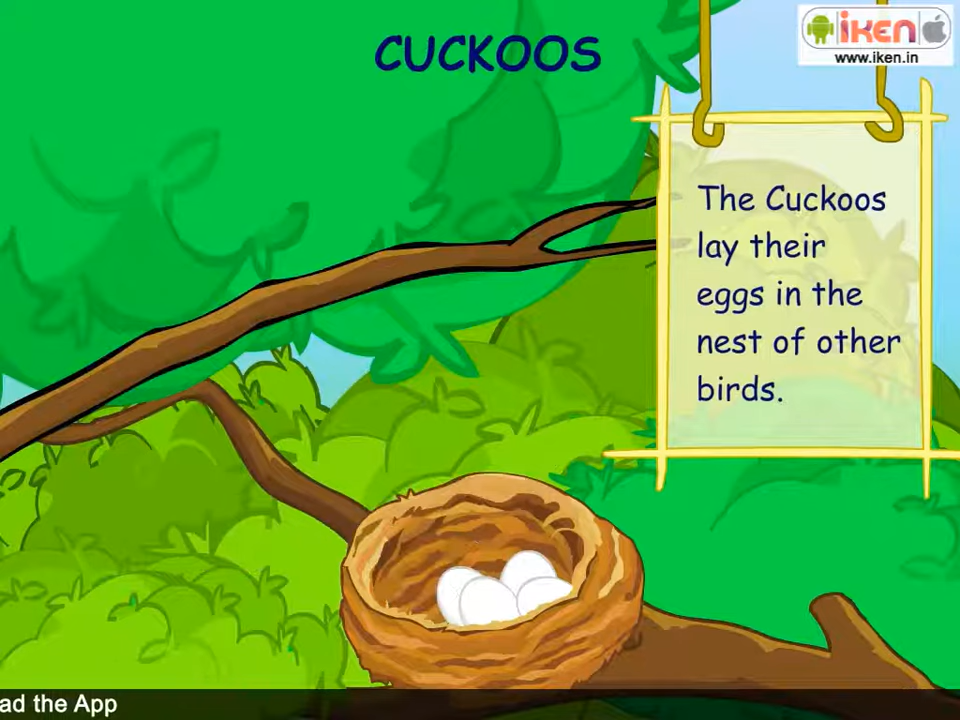 CUCKOOS
iKEN
www.iken.in
The Cuckoos
lay their
eggs in the
nest of other
birds.
ad the App